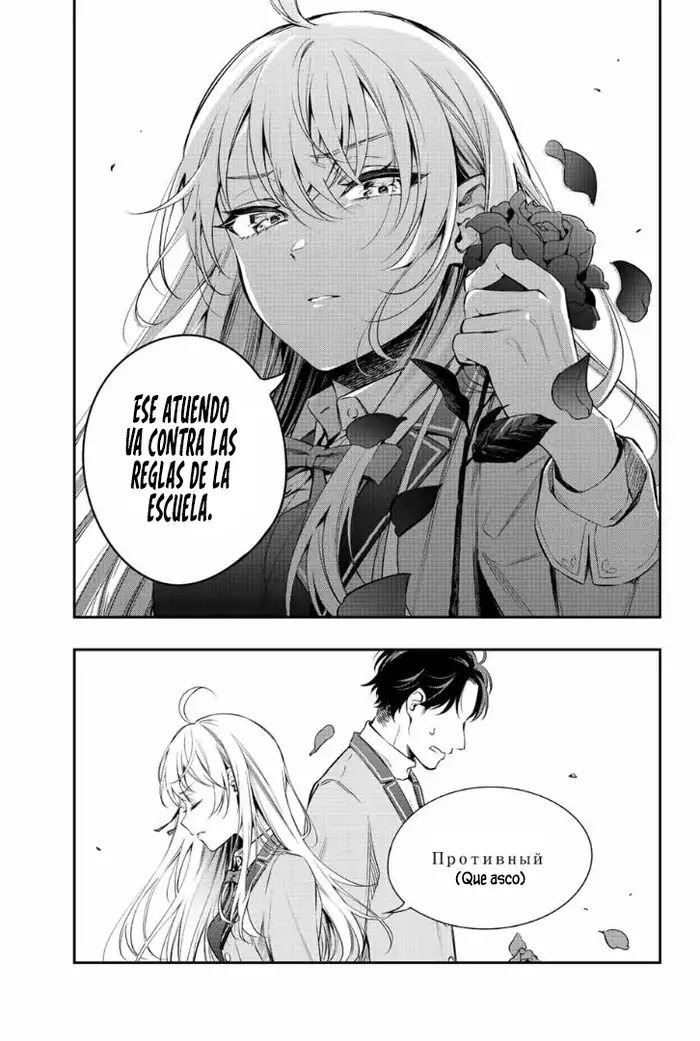 ESE ATUENDO
VA CONTRA LAS
REGLAS DE LA
ESCUELA.
Противный
(Que asco)